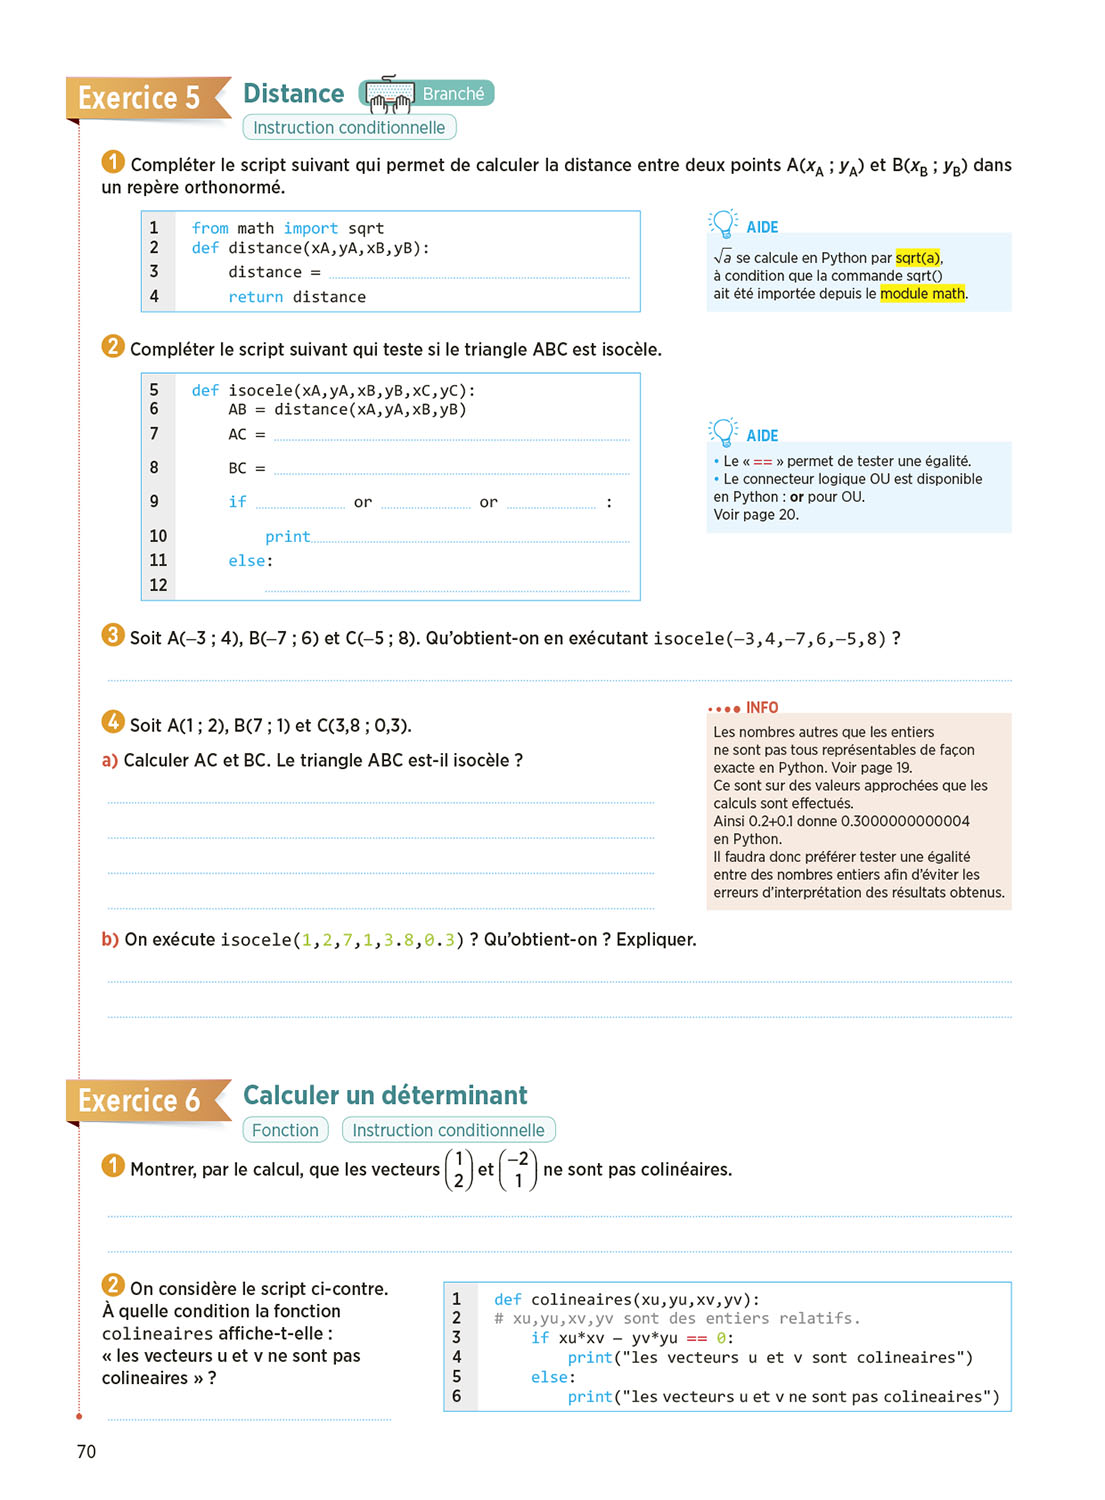 Exercice 5 Distance Branché
Instruction conditionnelle
1 Compléter le script suivant qui permet de calculer la distance entre deux points A(xA ; yA) et B(xB ; yB) dans
un repère orthonormé.
1 from math import sqrt
2 def distance(xA,yA,xB,yB):
3 distance =
4 return distance
AIDE
√a se calcule en Python par sqrt(a),
à condition que la commande sqrt()
ait été importée depuis le module math.
2 Compléter le script suivant qui teste si le triangle ABC est isocèle.
5 def isocele(xA,yA,xB,yB,xC,yC):
6 AB = distance(xA,yA,xB,yB)
7 AC =
8 BC =
9 if or or :
10 print
11 else:
12
AIDE
• Le « == » permet de tester une égalité.
• Le connecteur logique OU est disponible
en Python : or pour OU.
Voir page 20.
3 Soit A(–3 ; 4), B(–7 ; 6) et C(–5 ; 8). Qu'obtient-on en exécutant isocele(–3,4,–7,6,–5,8) ?
4 Soit A(1 ; 2), B(7 ; 1) et C(3,8 ; 0,3).
a) Calculer AC et BC. Le triangle ABC est-il isocèle ?
INFO
Les nombres autres que les entiers
ne sont pas tous représentables de façon
exacte en Python. Voir page 19.
Ce sont sur des valeurs approchées que les
calculs sont effectués.
Ainsi 0.2+0.1 donne 0.3000000000004
en Python.
Il faudra donc préférer tester une égalité
entre des nombres entiers afin d'éviter les
erreurs d'interprétation des résultats obtenus.
b) On exécute isocele(1,2,7,1,3.8,0.3) ? Qu'obtient-on ? Expliquer.
Exercice 6 Calculer un déterminant
Fonction Instruction conditionnelle
1 Montrer, par le calcul, que les vecteurs (1 2) et (–2 1) ne sont pas colinéaires.
2 On considère le script ci-contre.
À quelle condition la fonction
colineaires affiche-t-elle :
« les vecteurs u et v ne sont pas
colineaires » ?
1 def colineaires(xu,yu,xv,yv):
2 # xu,yu,xv,yv sont des entiers relatifs.
3 if xu*xv – yv*yu == 0:
4 print("les vecteurs u et v sont colineaires")
5 else:
6 print("les vecteurs u et v ne sont pas colineaires")
70